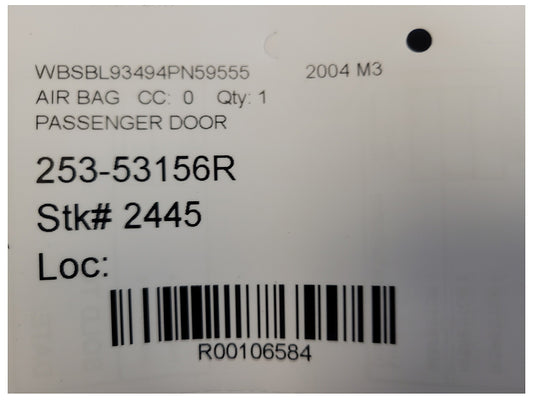 WBSBL93494PN59555 2004 M3
AIR BAG CC: 0 Qty: 1
PASSENGER DOOR
253-53156R
Stk# 2445
Loc:
R00106584